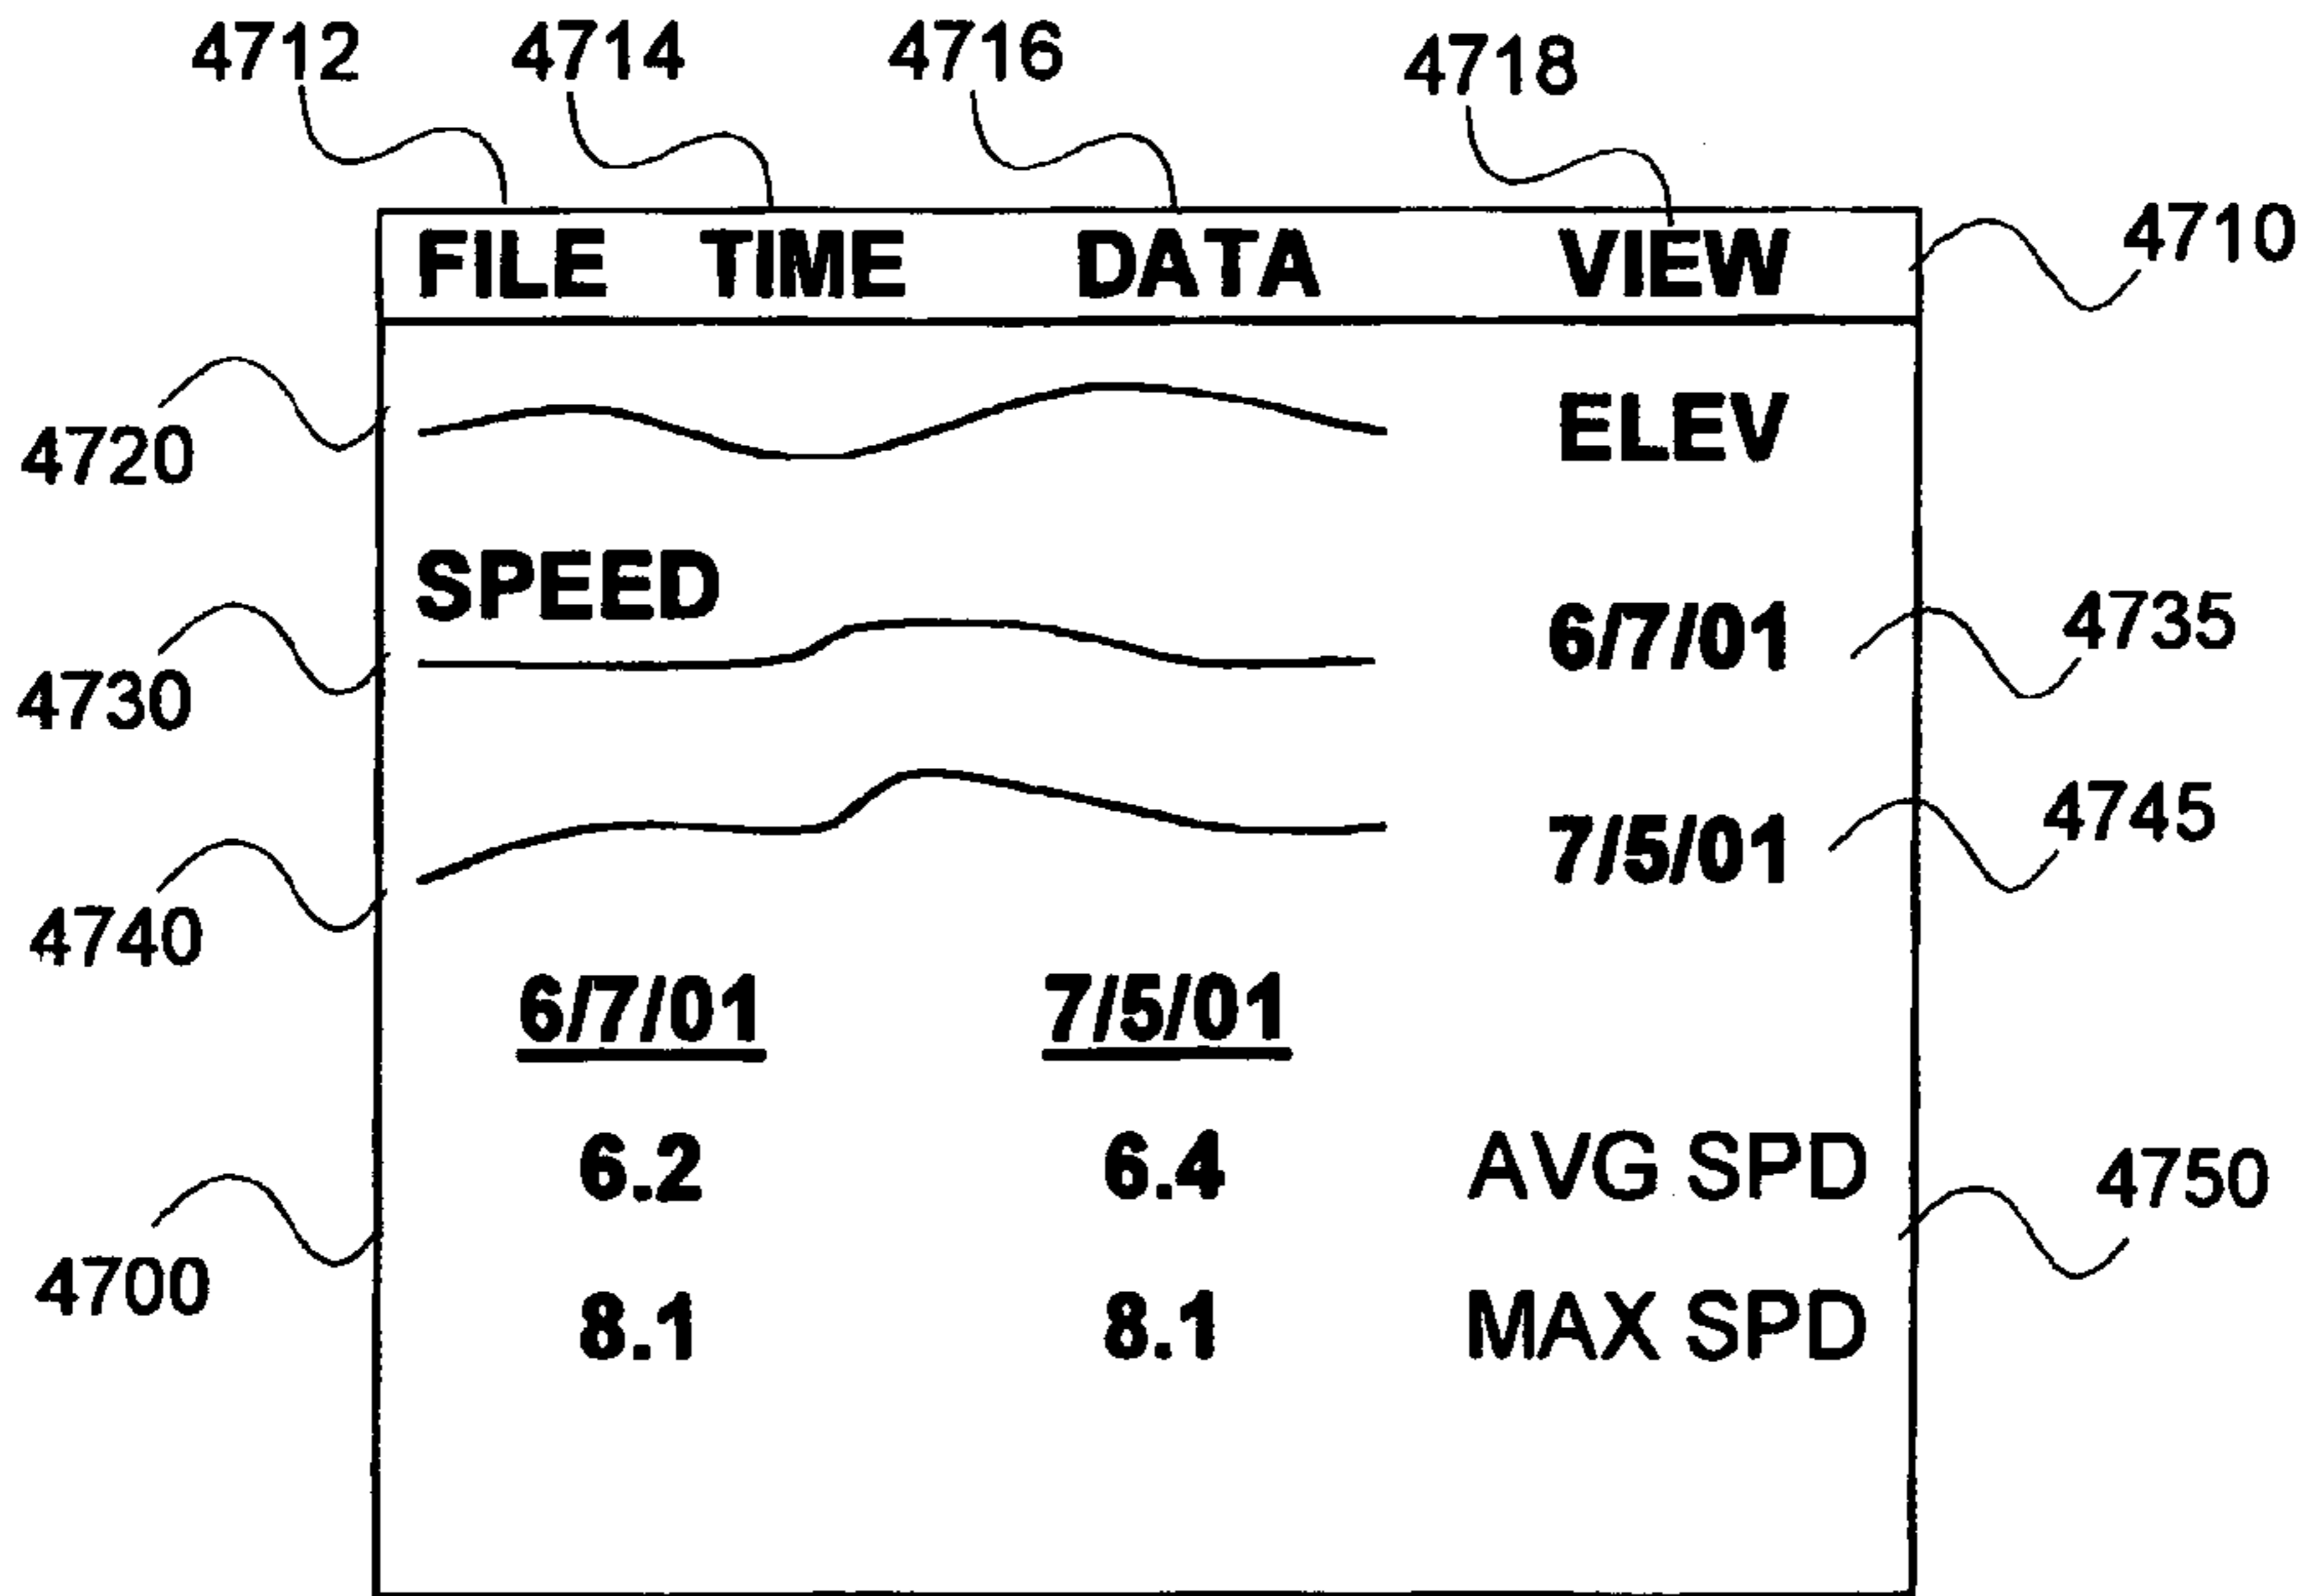 4712 4714 4716 4718
FILE TIME DATA VIEW 4710
4720 ELEV
SPEED
4730 6/7/01 4735
4740 7/5/01 4745
6/7/01 7/5/01
6.2 6.4 AVG SPD 4750
4700 8.1 8.1 MAX SPD